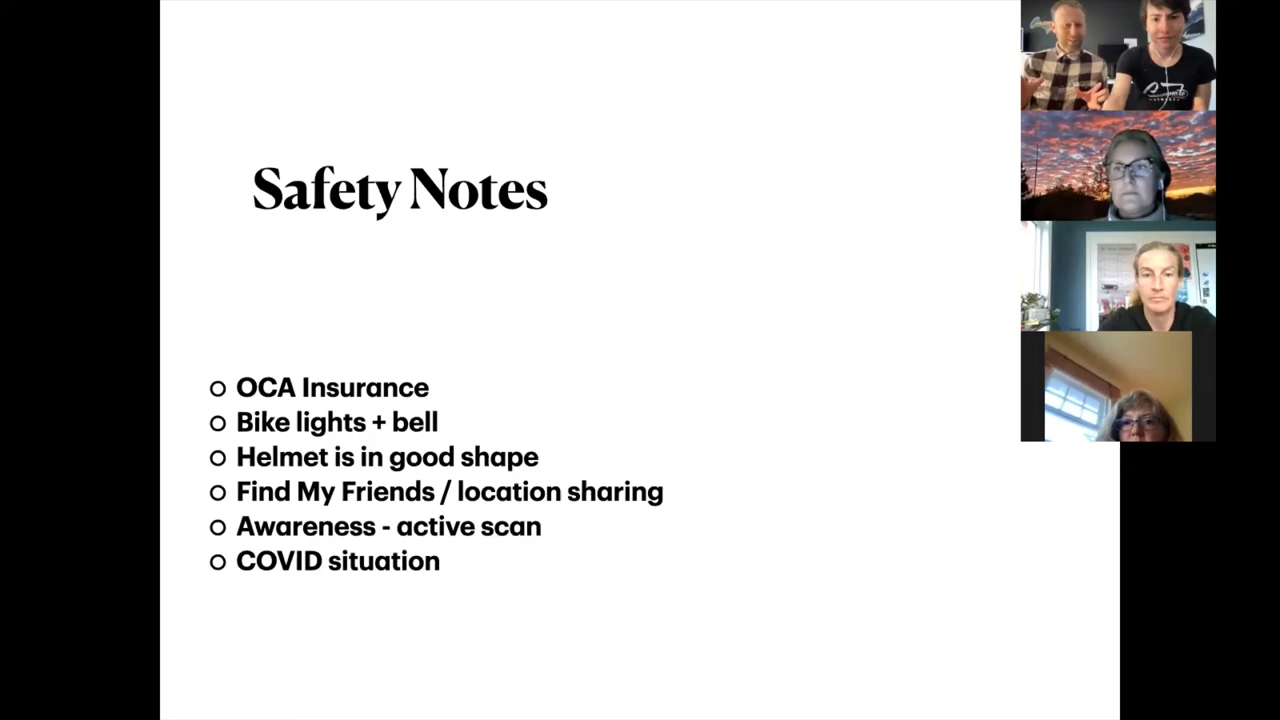 Safety Notes
OCA Insurance
Bike lights + bell
Helmet is in good shape
Find My Friends / location sharing
Awareness - active scan
COVID situation